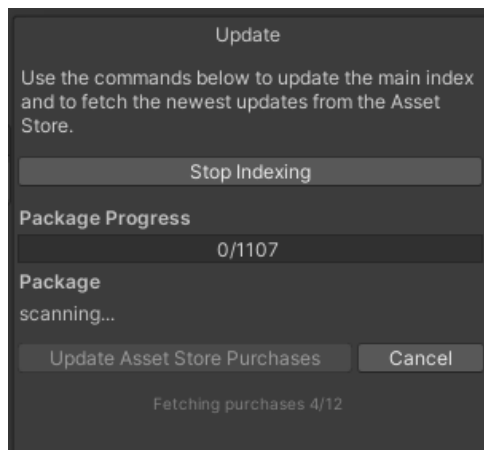 Update
Use the commands below to update the main index
and to fetch the newest updates from the Asset
Store.
Stop Indexing
Package Progress
0/1107
Package
scanning...
Update Asset Store Purchases
Cancel
Fetching purchases 4/12